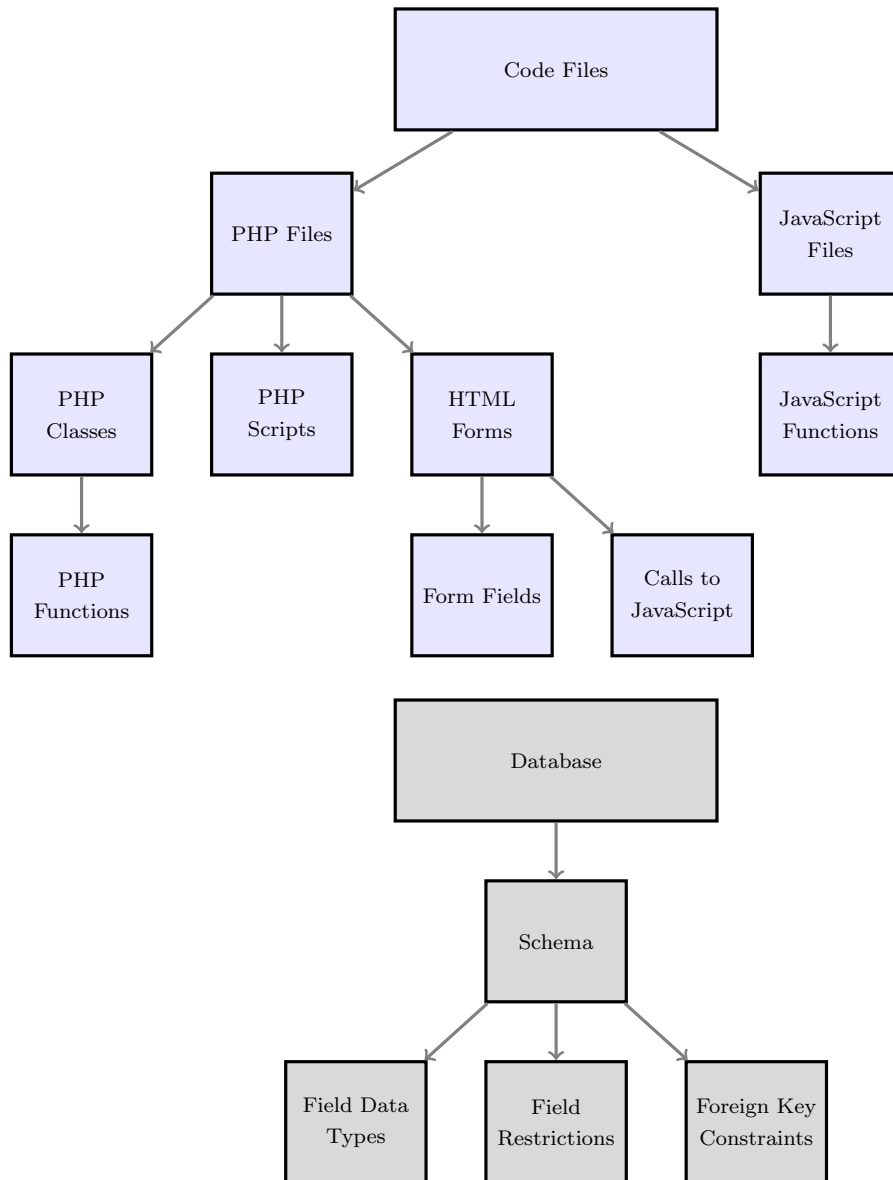 Code Files
PHP Files
JavaScript
Files
PHP
Classes
PHP
Scripts
HTML
Forms
JavaScript
Functions
PHP
Functions
Form Fields
Calls to
JavaScript
Database
Schema
Field Data
Types
Field
Restrictions
Foreign Key
Constraints